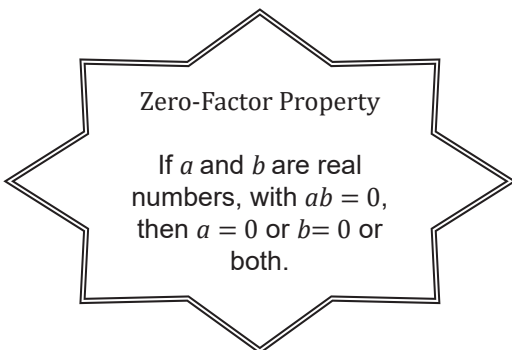 Zero-Factor Property
If a and b are real
numbers, with ab = 0,
then a = 0 or b= 0 or
both.